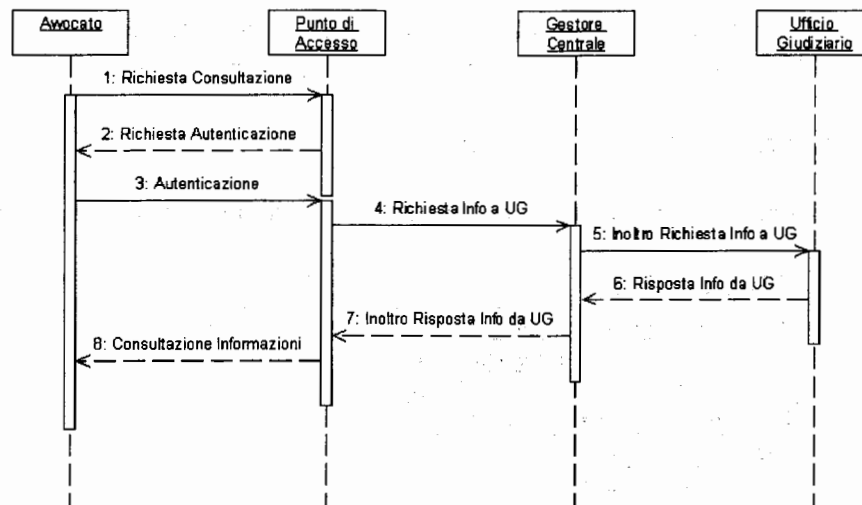 Avvocato
Punto di
Accesso
Gestore
Centrale
Ufficio
Giudiziario
1: Richiesta Consultazione
2: Richiesta Autenticazione
3: Autenticazione
4: Richiesta Info a UG
5: Inoltro Richiesta Info a UG
6: Risposta Info da UG
7: Inoltro Risposta Info da UG
8: Consultazione Informazioni